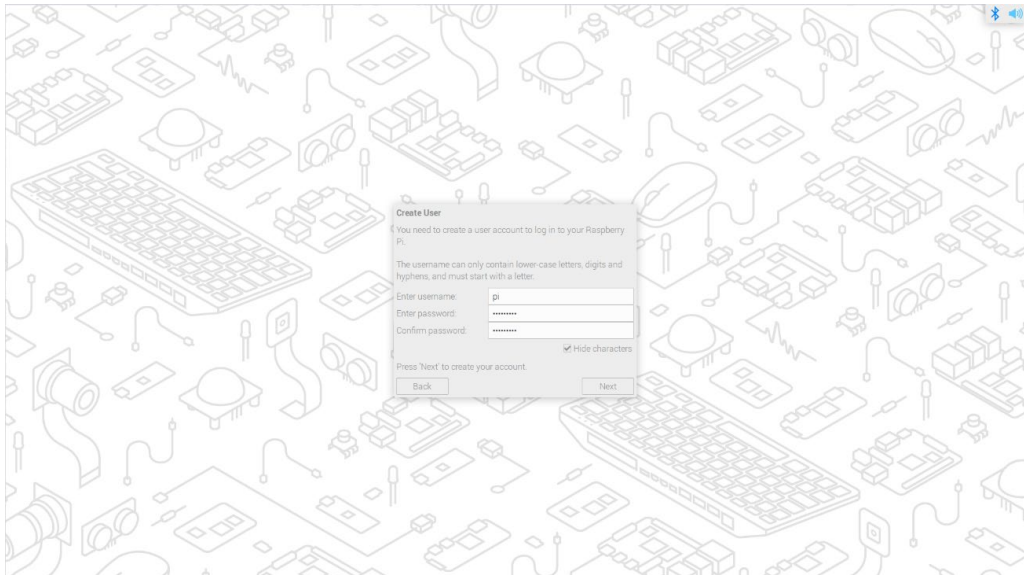 Create User
You need to create a user account to log in to your Raspberry
Pi.
The username can only contain lower-case letters, digits and
hyphens, and must start with a letter.
Enter username: pi
Enter password: •••••••••
Confirm password: •••••••••
Hide characters
Press 'Next' to create your account.
Back Next